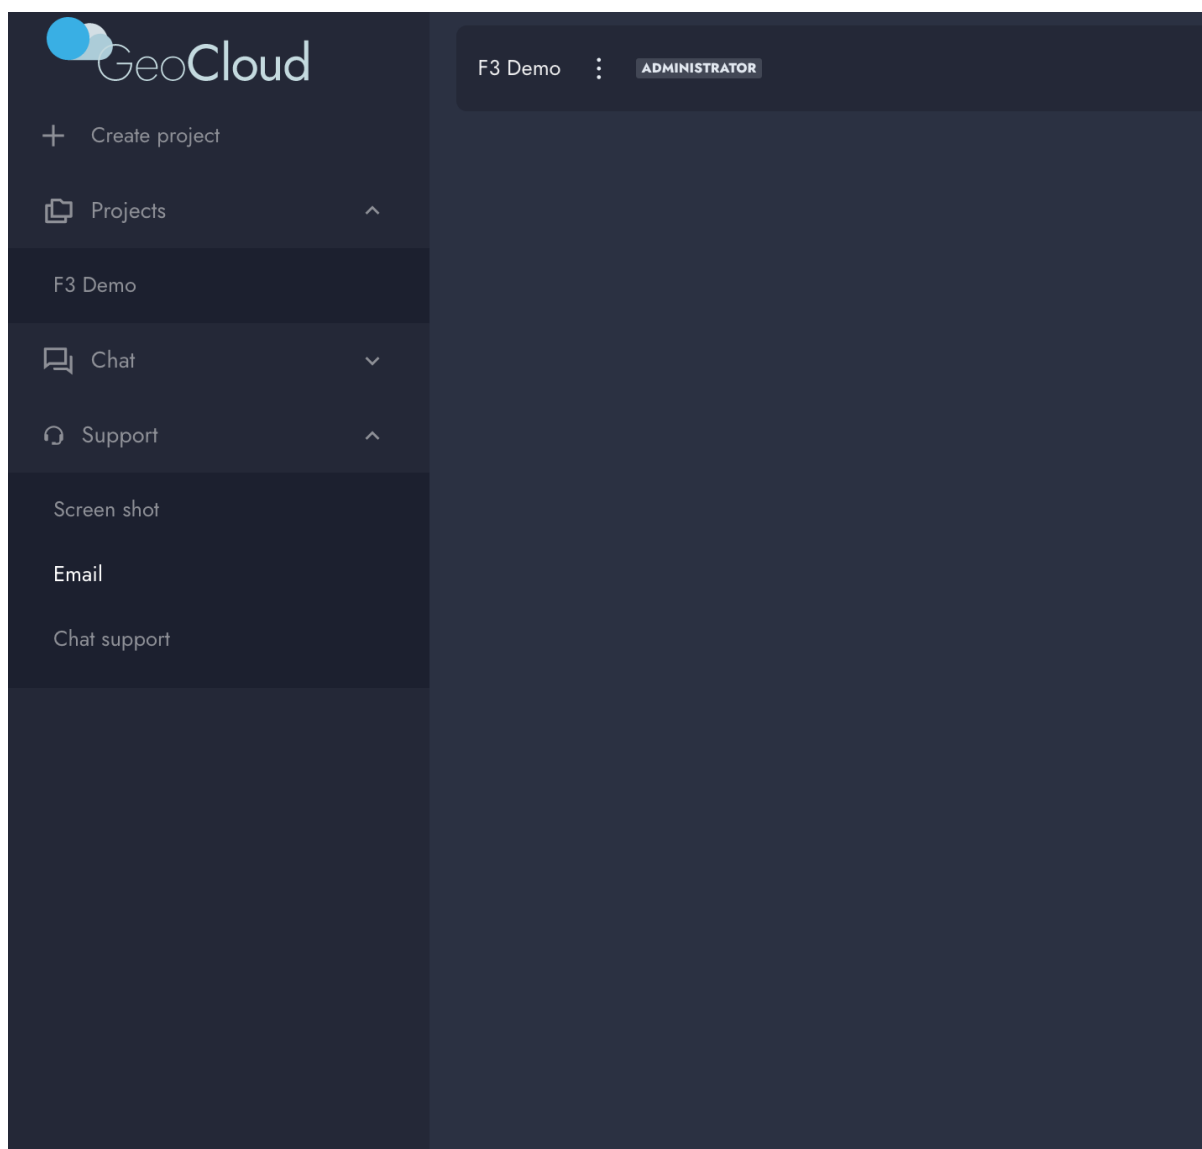 GeoCloud
Create project
Projects
F3 Demo
Chat
Support
Screen shot
Email
Chat support
F3 Demo
ADMINISTRATOR